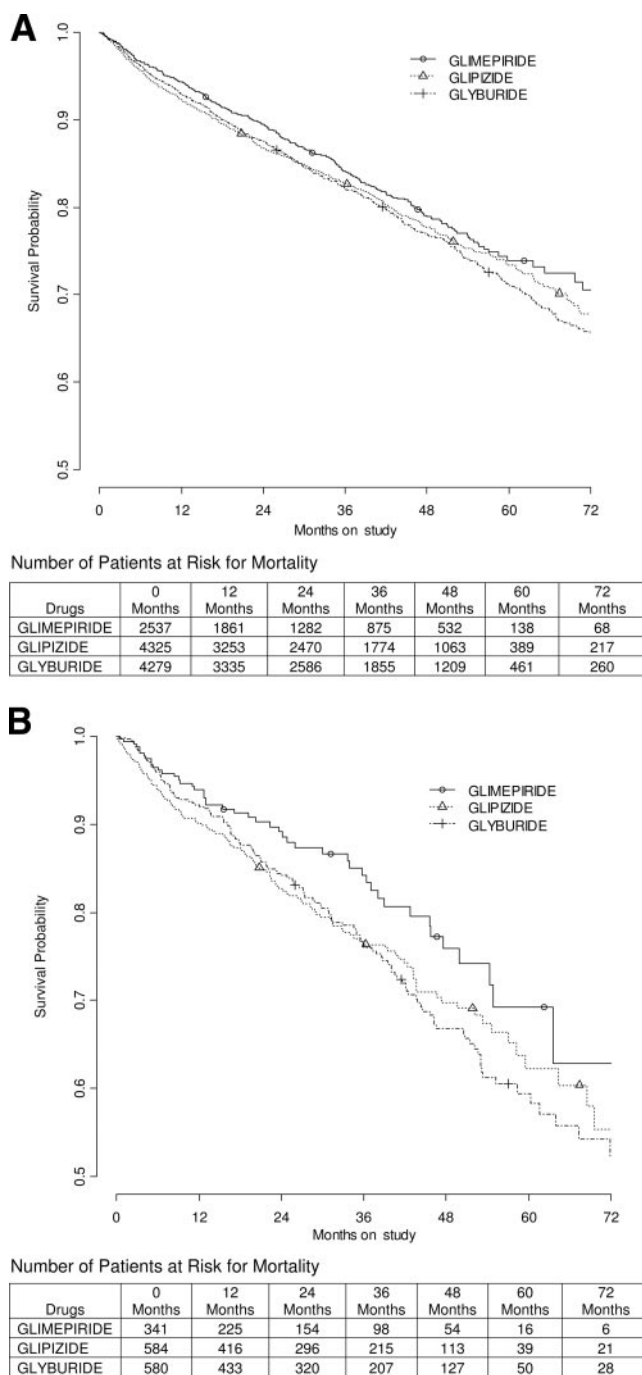 A
1.0
0.9
0.8
0.7
0.6
0.5
Survival Probability
GLIMEPIRIDE
GLIPIZIDE
GLYBURIDE
0 12 24 36 48 60 72
Months on study
Number of Patients at Risk for Mortality
Drugs 0 Months 12 Months 24 Months 36 Months 48 Months 60 Months 72 Months
GLIMEPIRIDE 2537 1861 1282 875 532 138 68
GLIPIZIDE 4325 3253 2470 1774 1063 389 217
GLYBURIDE 4279 3335 2586 1855 1209 461 260
B
1.0
0.9
0.8
0.7
0.6
0.5
Survival Probability
GLIMEPIRIDE
GLIPIZIDE
GLYBURIDE
0 12 24 36 48 60 72
Months on study
Number of Patients at Risk for Mortality
Drugs 0 Months 12 Months 24 Months 36 Months 48 Months 60 Months 72 Months
GLIMEPIRIDE 341 225 154 98 54 16 6
GLIPIZIDE 584 416 296 215 113 39 21
GLYBURIDE 580 433 320 207 127 50 28